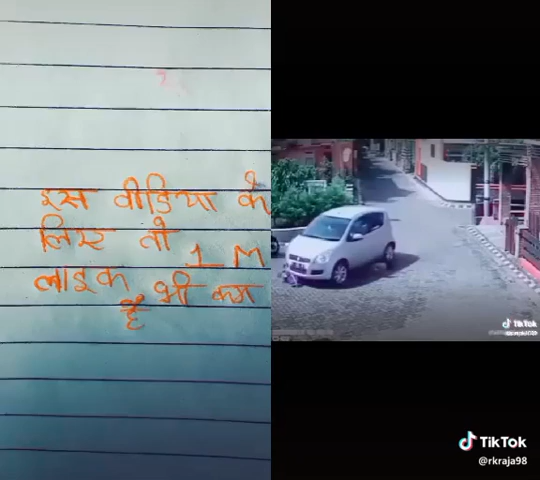 इस वीडिया के
लिए तो 1 M
लाइक भी कम
है
TikTok
TikTok
@rkraja98